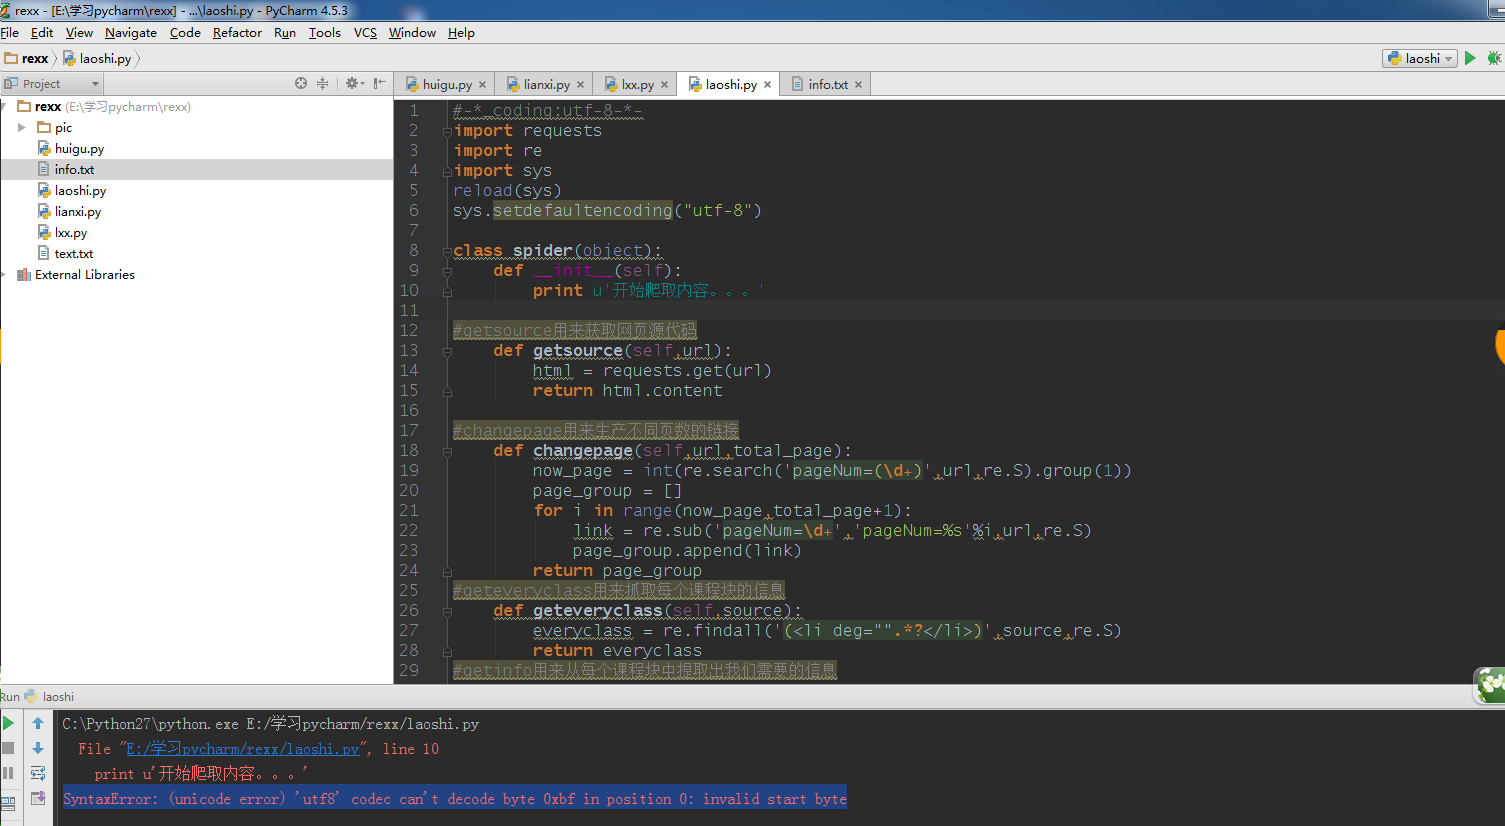 rexx - [E:\学习pycharm\rexx] - ...\laoshi.py - PyCharm 4.5.3
File Edit View Navigate Code Refactor Run Tools VCS Window Help
rexx laoshi.py laoshi
Project huigu.py lianxi.py lxx.py laoshi.py info.txt
rexx (E:\学习pycharm\rexx)
pic
huigu.py
info.txt
laoshi.py
lianxi.py
lxx.py
text.txt
External Libraries
1 #-*_coding:utf-8-*-
2 import requests
3 import re
4 import sys
5 reload(sys)
6 sys.setdefaultencoding("utf-8")
7
8 class spider(object):
9 def __init__(self):
10 print u'开始爬取内容。。。'
11
12 #getsource用来获取网页源代码
13 def getsource(self,url):
14 html = requests.get(url)
15 return html.content
16
17 #changepage用来生产不同页数的链接
18 def changepage(self,url,total_page):
19 now_page = int(re.search('pageNum=(\d+)',url,re.S).group(1))
20 page_group = []
21 for i in range(now_page,total_page+1):
22 link = re.sub('pageNum=\d+','pageNum=%s'%i,url,re.S)
23 page_group.append(link)
24 return page_group
25 #geteveryclass用来抓取每个课程块的信息
26 def geteveryclass(self,source):
27 everyclass = re.findall('(<li deg="".*?</li>)',source,re.S)
28 return everyclass
29 #getinfo用来从每个课程块中提取出我们需要的信息
Run laoshi
C:\Python27\python.exe E:/学习pycharm/rexx/laoshi.py
File "E:/学习pycharm/rexx/laoshi.py", line 10
print u'开始爬取内容。。。'
SyntaxError: (unicode error) 'utf8' codec can't decode byte 0xbf in position 0: invalid start byte